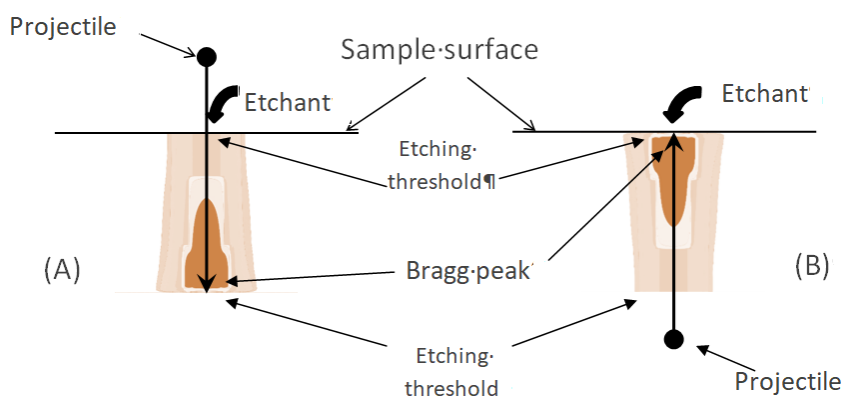 Projectile
Sample·surface
Etchant
Etchant
Etching·
threshold¶
(A)
Bragg·peak
(B)
Etching·
threshold
Projectile